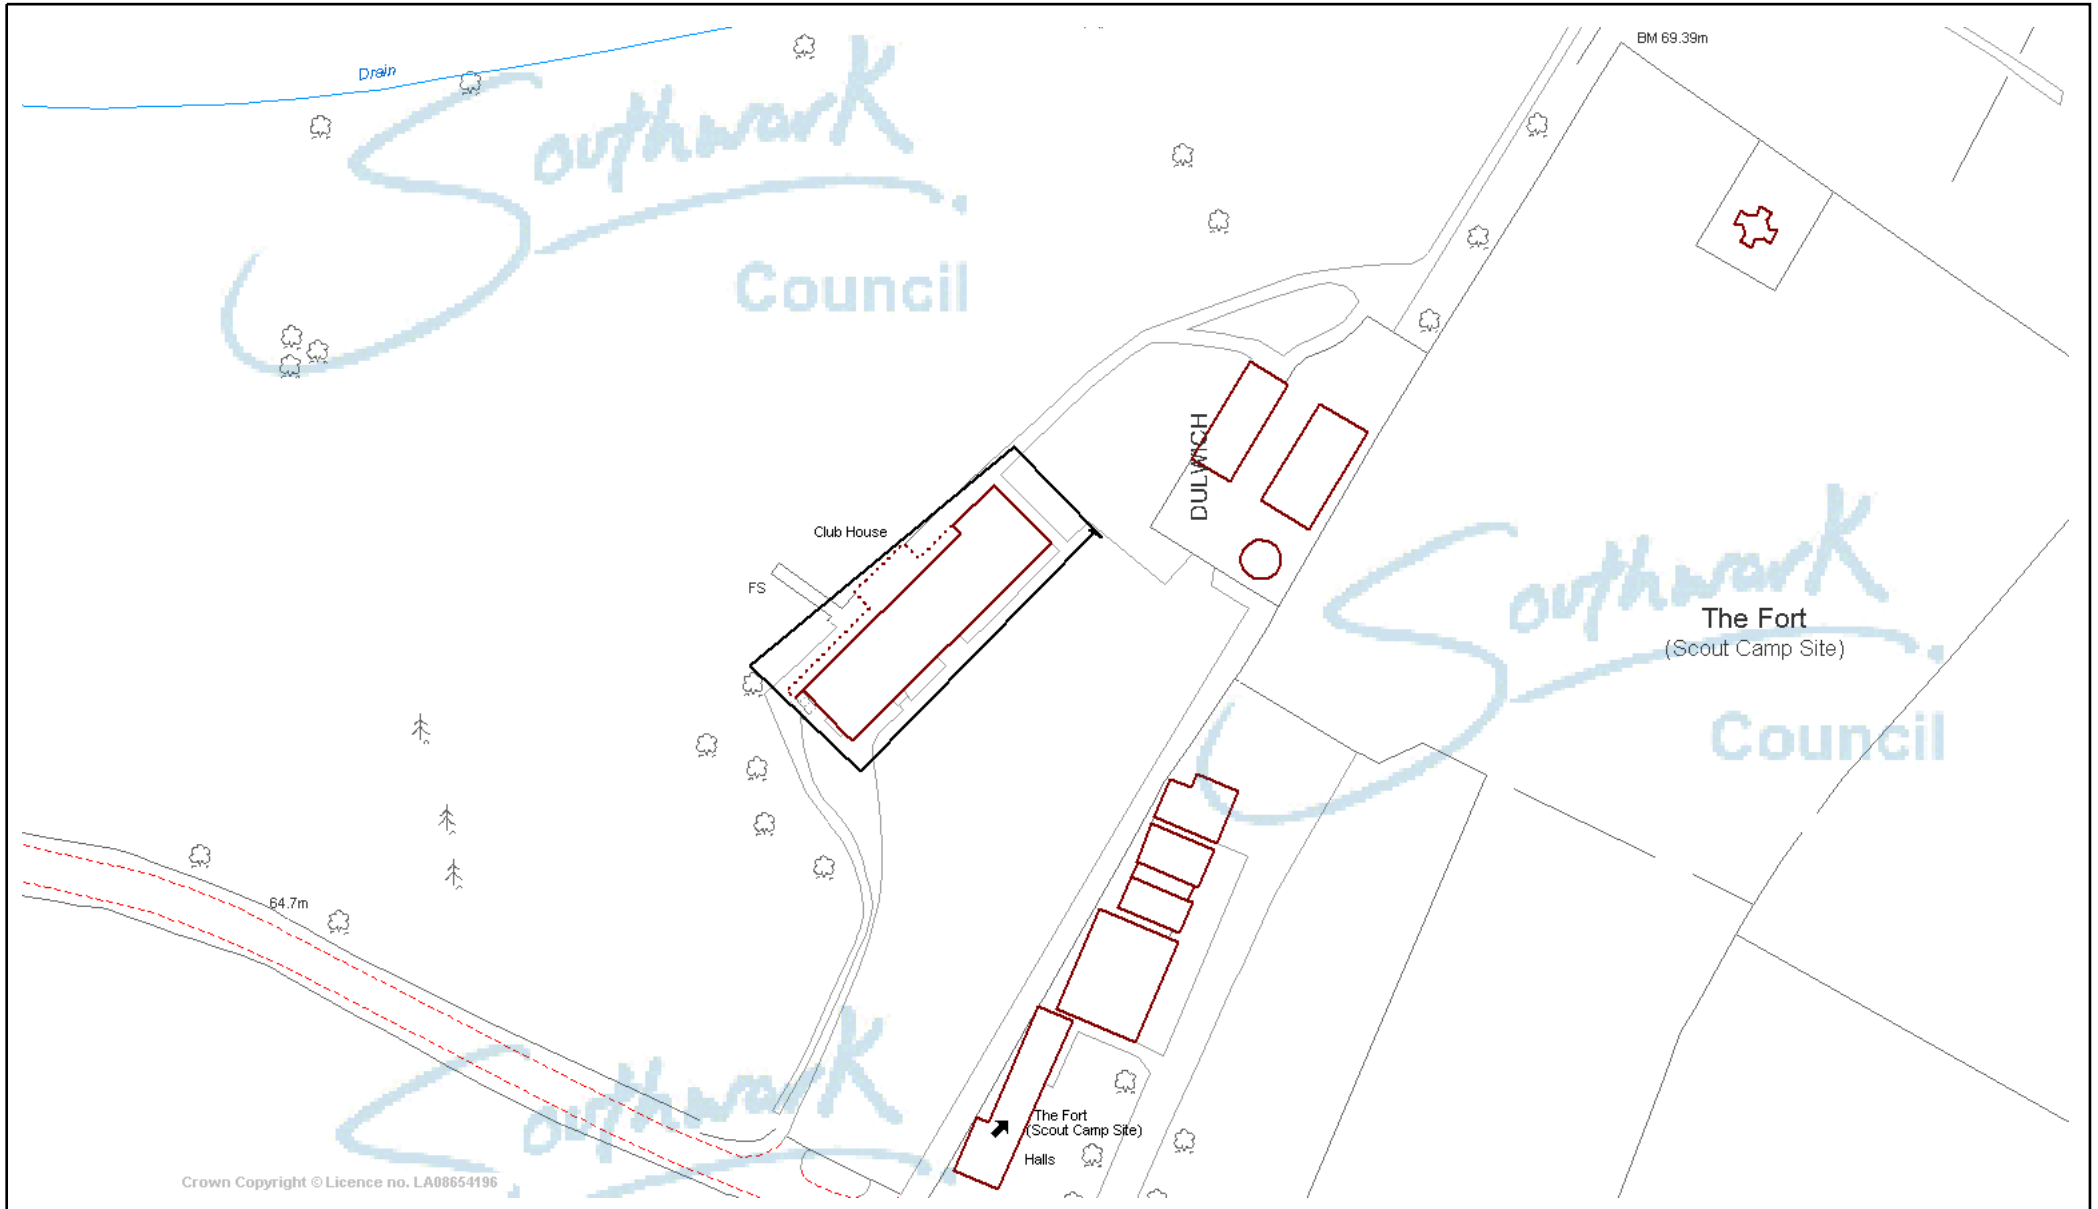 BM 69.39m
Drain
Southwark
Council
DULWICH
Club House
FS
Southwark
The Fort
(Scout Camp Site)
Council
64.7m
Southwark
The Fort
(Scout Camp Site)
Halls
Crown Copyright © Licence no. LA08654196